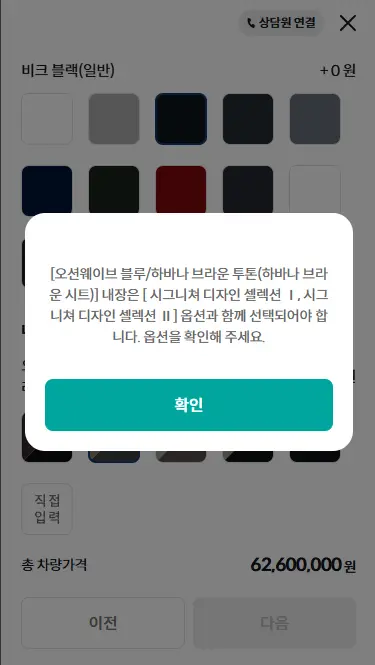 상담원 연결
비크 블랙(일반)
+ 0 원
[오션웨이브 블루/하바나 브라운 투톤(하바나 브라
운 시트)] 내장은 [ 시그니쳐 디자인 셀렉션 Ⅰ, 시그
니쳐 디자인 셀렉션 Ⅱ ] 옵션과 함께 선택되어야 합
니다. 옵션을 확인해 주세요.
확인
직접
입력
총 차량가격
62,600,000 원
이전
다음